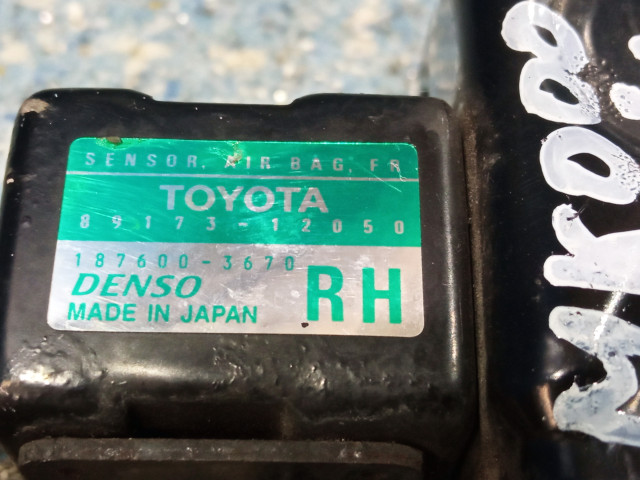 SENSOR, AIR BAG, FR
TOYOTA
89173-12050
187600-3670
DENSO
RH
MADE IN JAPAN